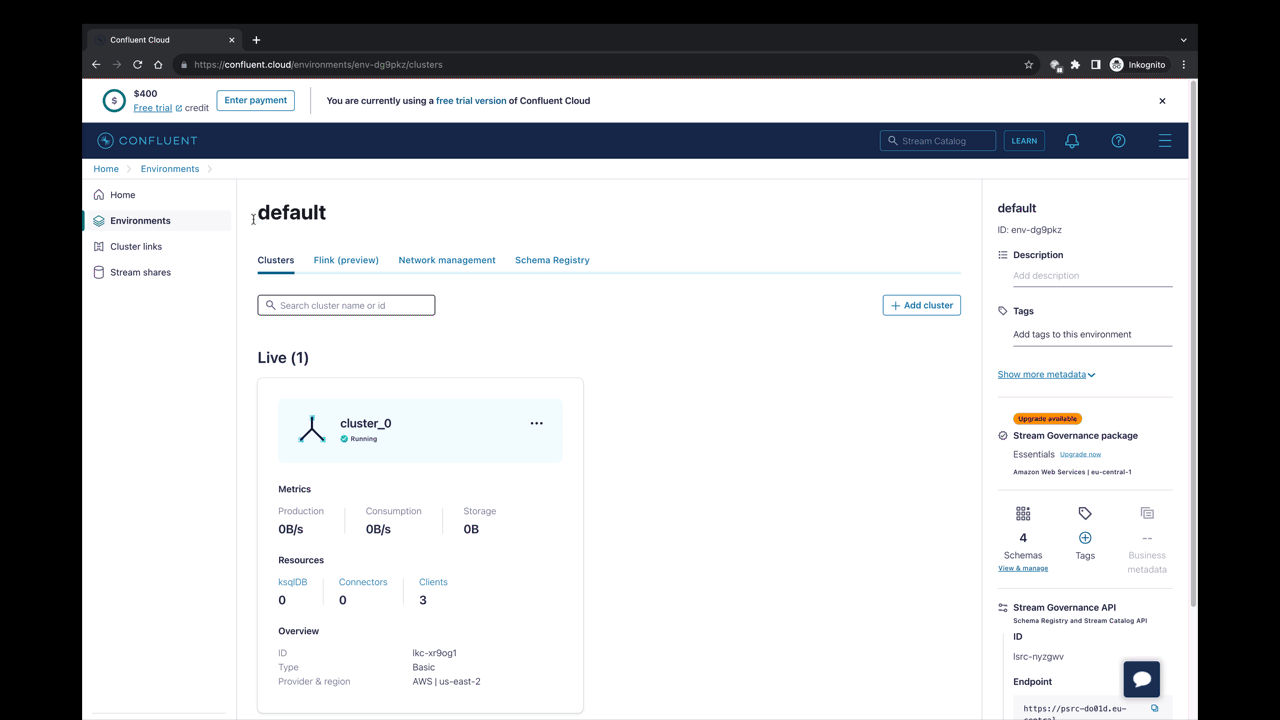 Confluent Cloud
https://confluent.cloud/environments/env-dg9pkz/clusters
Inkognito
$400
Free trial credit
Enter payment
You are currently using a free trial version of Confluent Cloud
CONFLUENT
Stream Catalog
LEARN
Home
Environments
Home
Environments
Cluster links
Stream shares
default
Clusters
Flink (preview)
Network management
Schema Registry
Search cluster name or id
Add cluster
Live (1)
cluster_0
Running
Metrics
Production
Consumption
Storage
0B/s
0B/s
0B
Resources
ksqlDB
Connectors
Clients
0
0
3
Overview
ID lkc-xr9og1
Type Basic
Provider & region AWS | us-east-2
default
ID: env-dg9pkz
Description
Add description
Tags
Add tags to this environment
Show more metadata
Upgrade available
Stream Governance package
Essentials Upgrade now
Amazon Web Services | eu-central-1
4
--
Schemas
Tags
Business
metadata
View & manage
Stream Governance API
Schema Registry and Stream Catalog API
ID
lsrc-nyzgwv
Endpoint
https://psrc-do01d.eu-